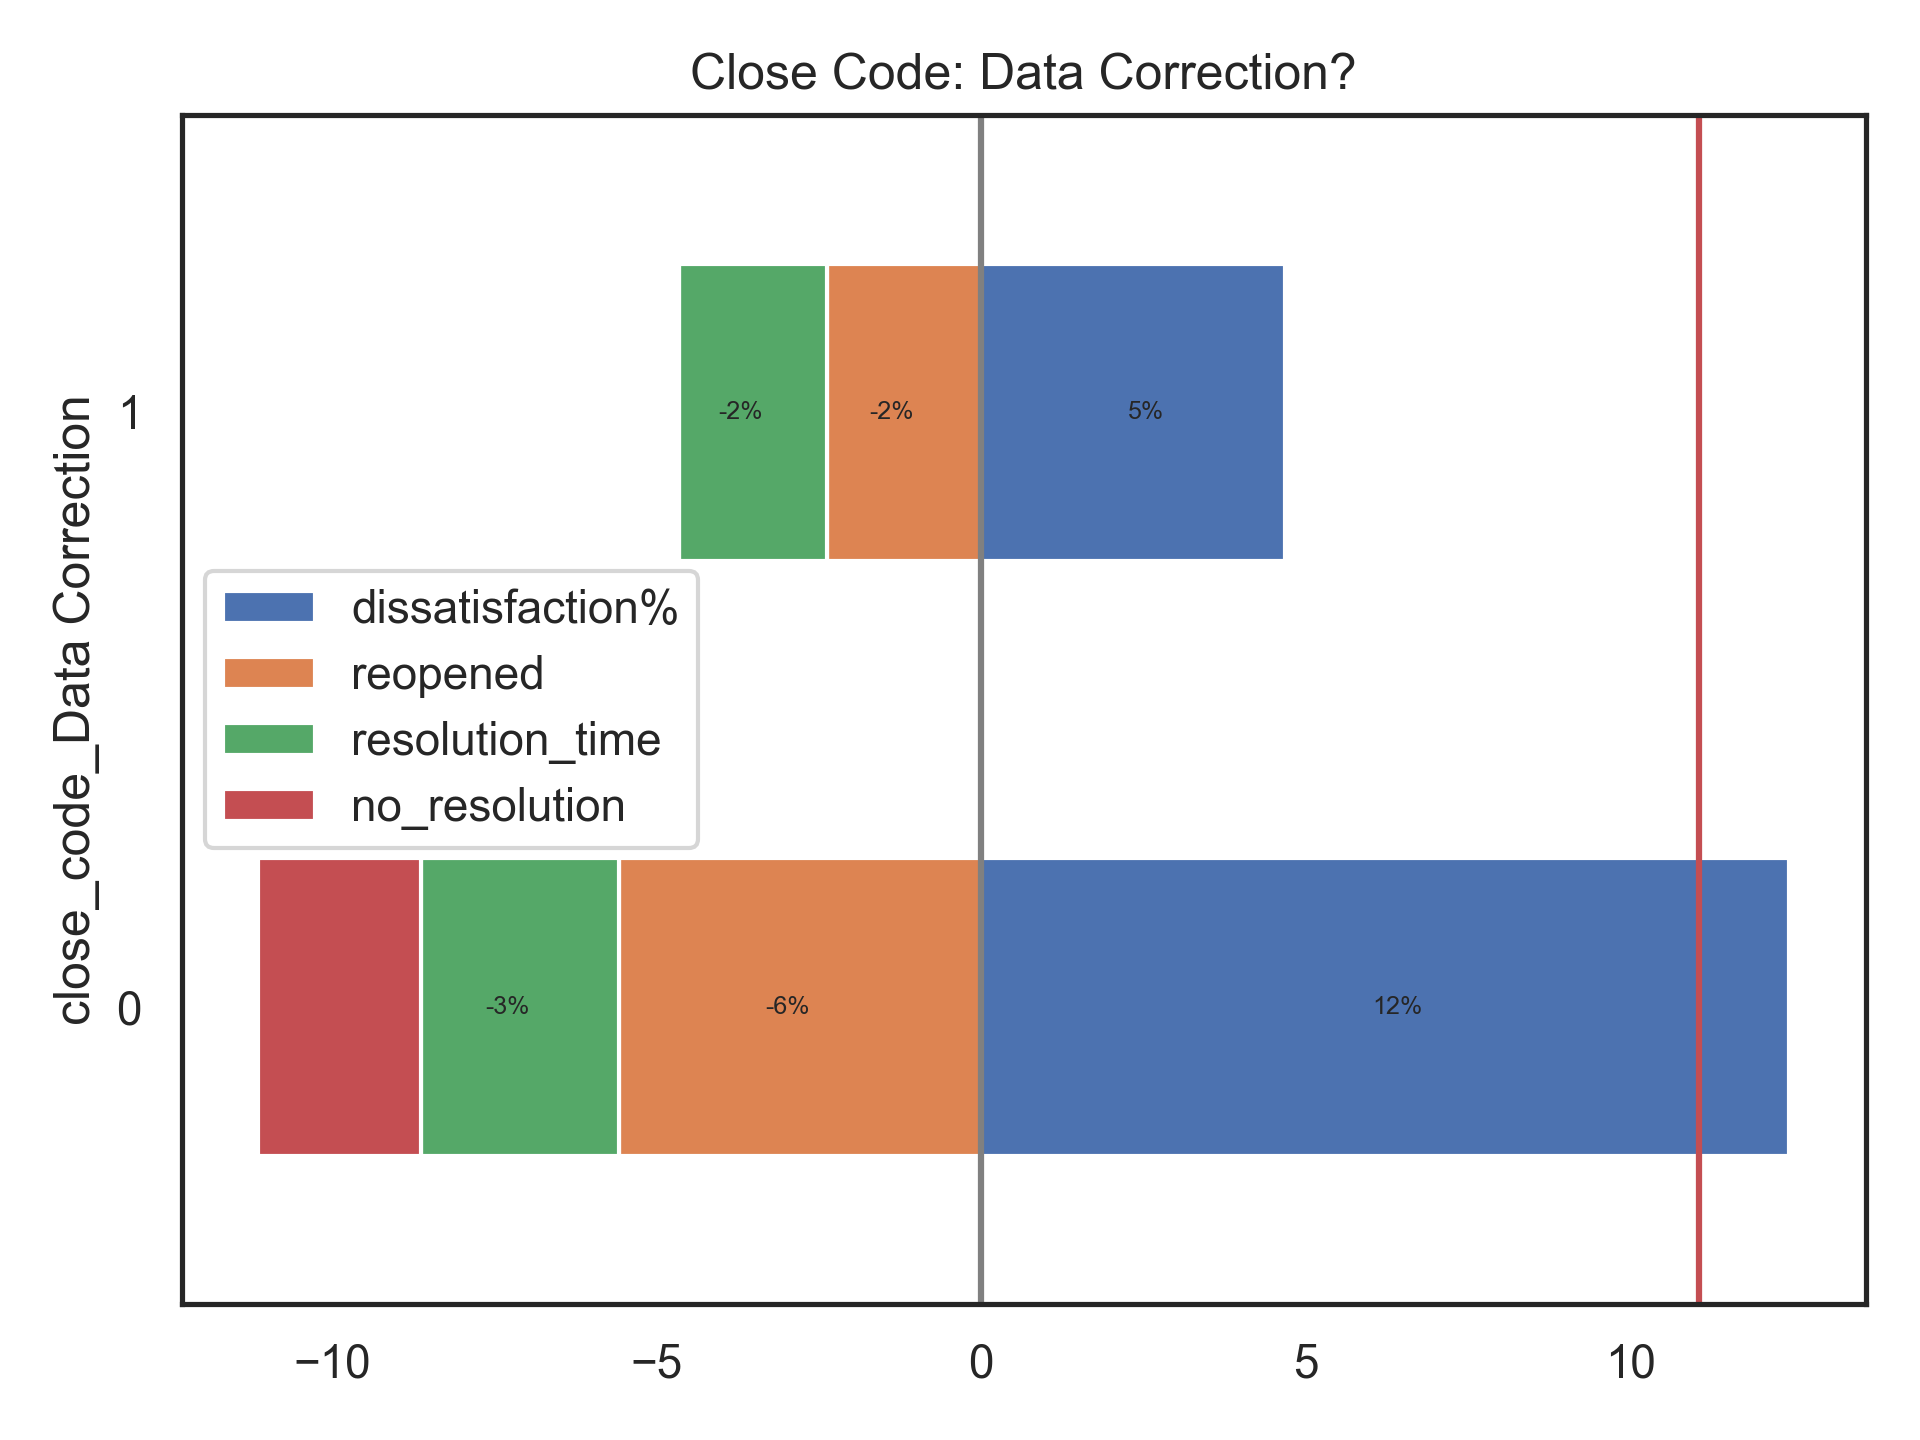 Close Code: Data Correction?
close_code_Data Correction
1
-2%
-2%
5%
dissatisfaction%
reopened
resolution_time
no_resolution
0
-3%
-6%
12%
−10
−5
0
5
10